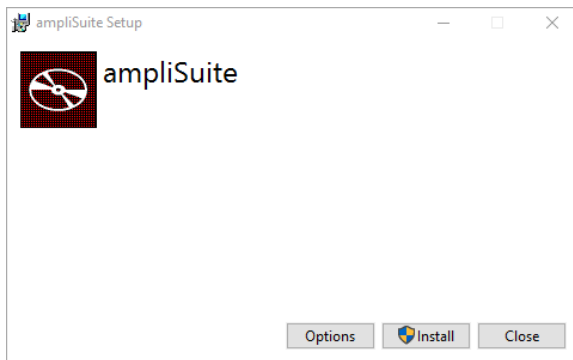 ampliSuite Setup
ampliSuite
Options
Install
Close